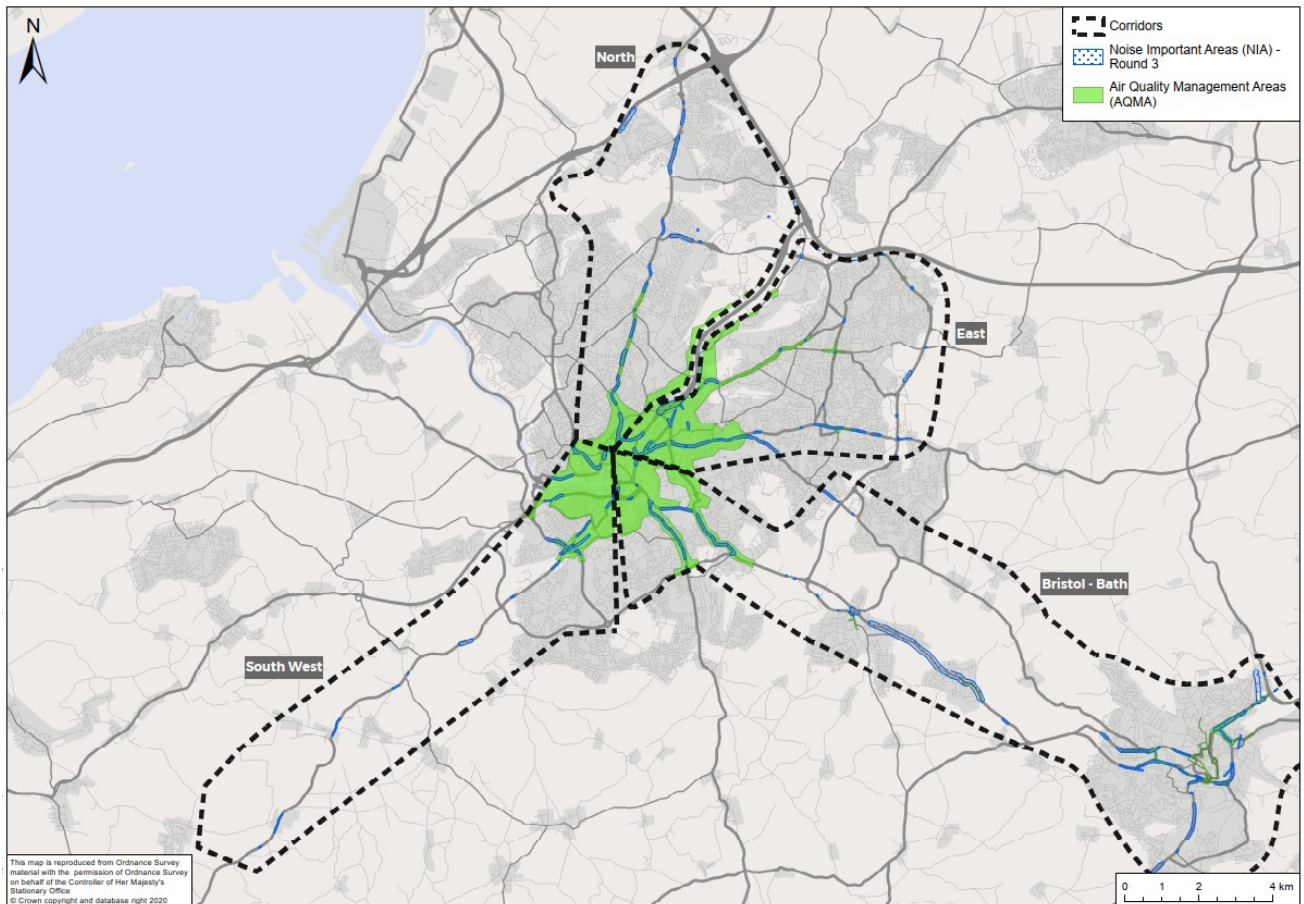 N
North
Corridors
Noise Important Areas (NIA) -
Round 3
Air Quality Management Areas
(AQMA)
East
Bristol - Bath
South West
This map is reproduced from Ordnance Survey
material with the permission of Ordnance Survey
on behalf of the Controller of Her Majesty's
Stationary Office
© Crown copyright and database right 2020
0 1 2 4 km